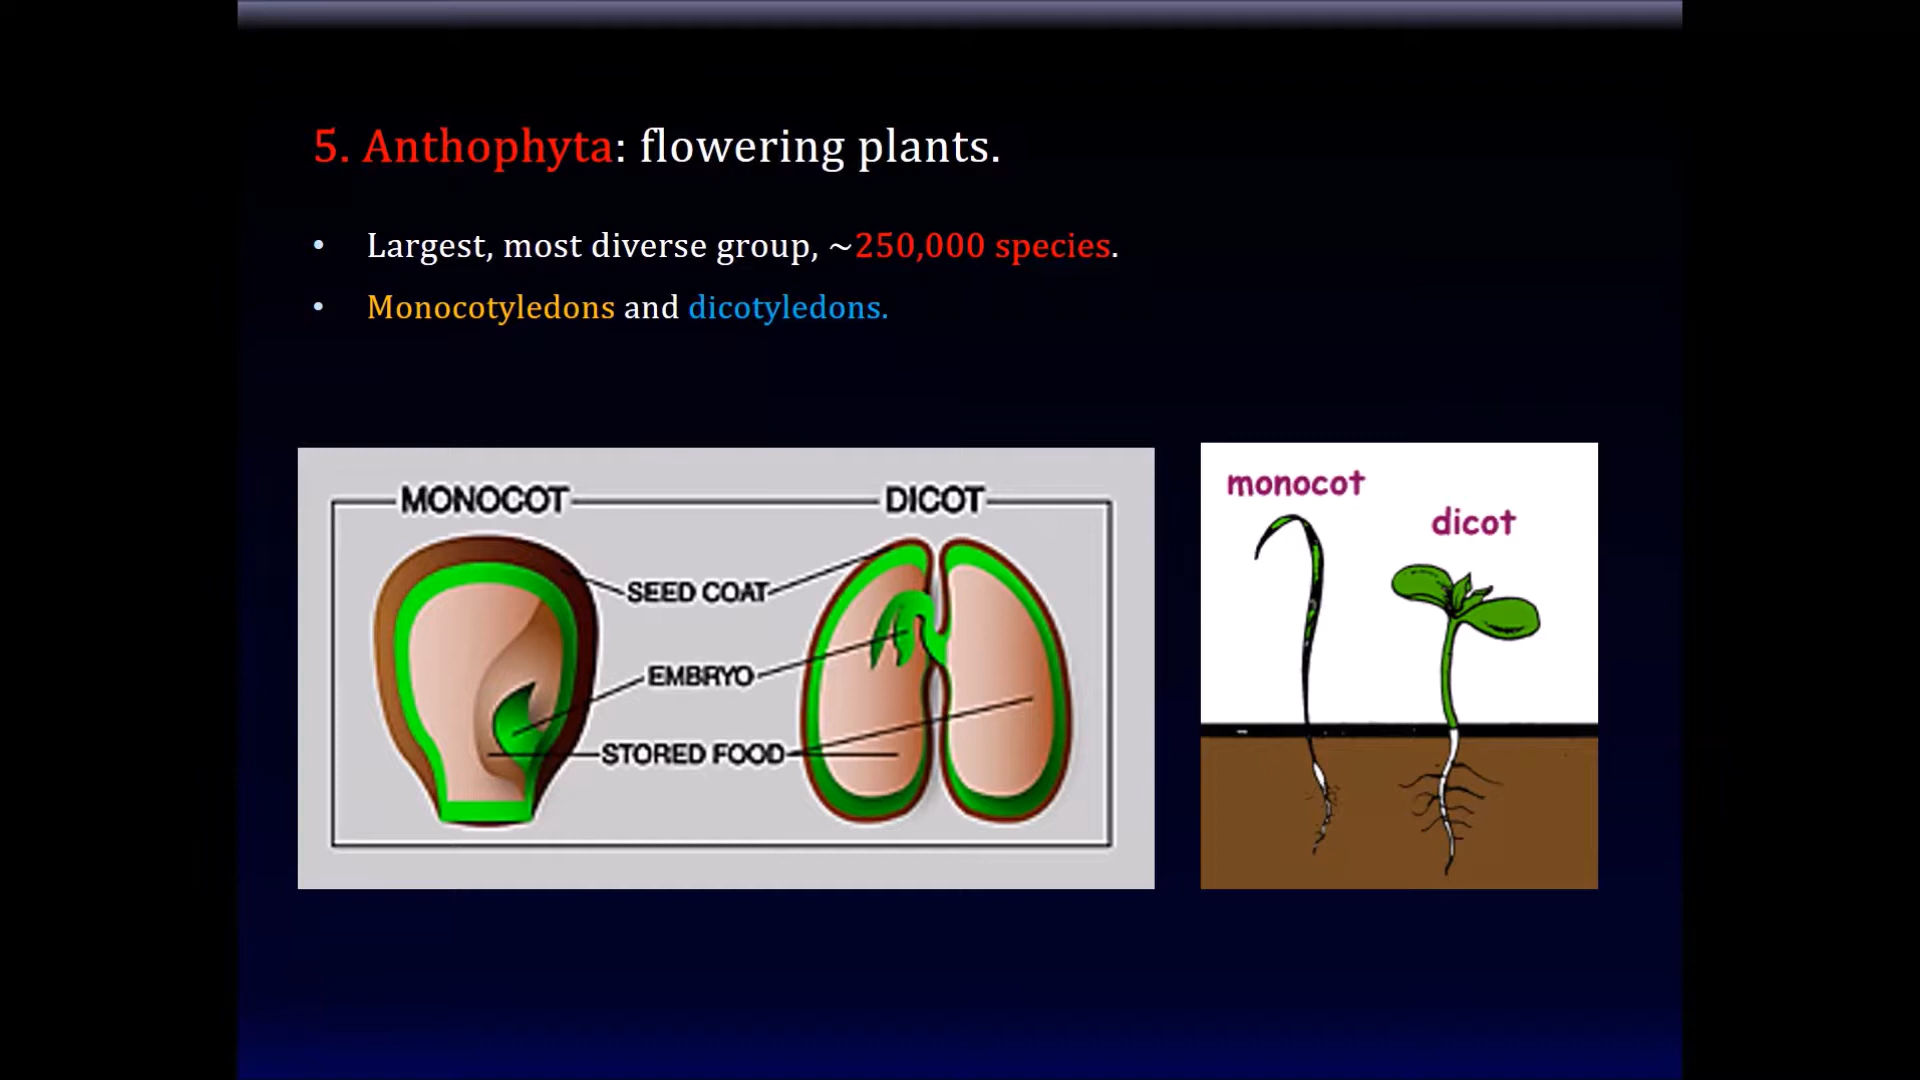 5. Anthophyta: flowering plants.
• Largest, most diverse group, ~250,000 species.
• Monocotyledons and dicotyledons.
MONOCOT
DICOT
SEED COAT
EMBRYO
STORED FOOD
monocot
dicot